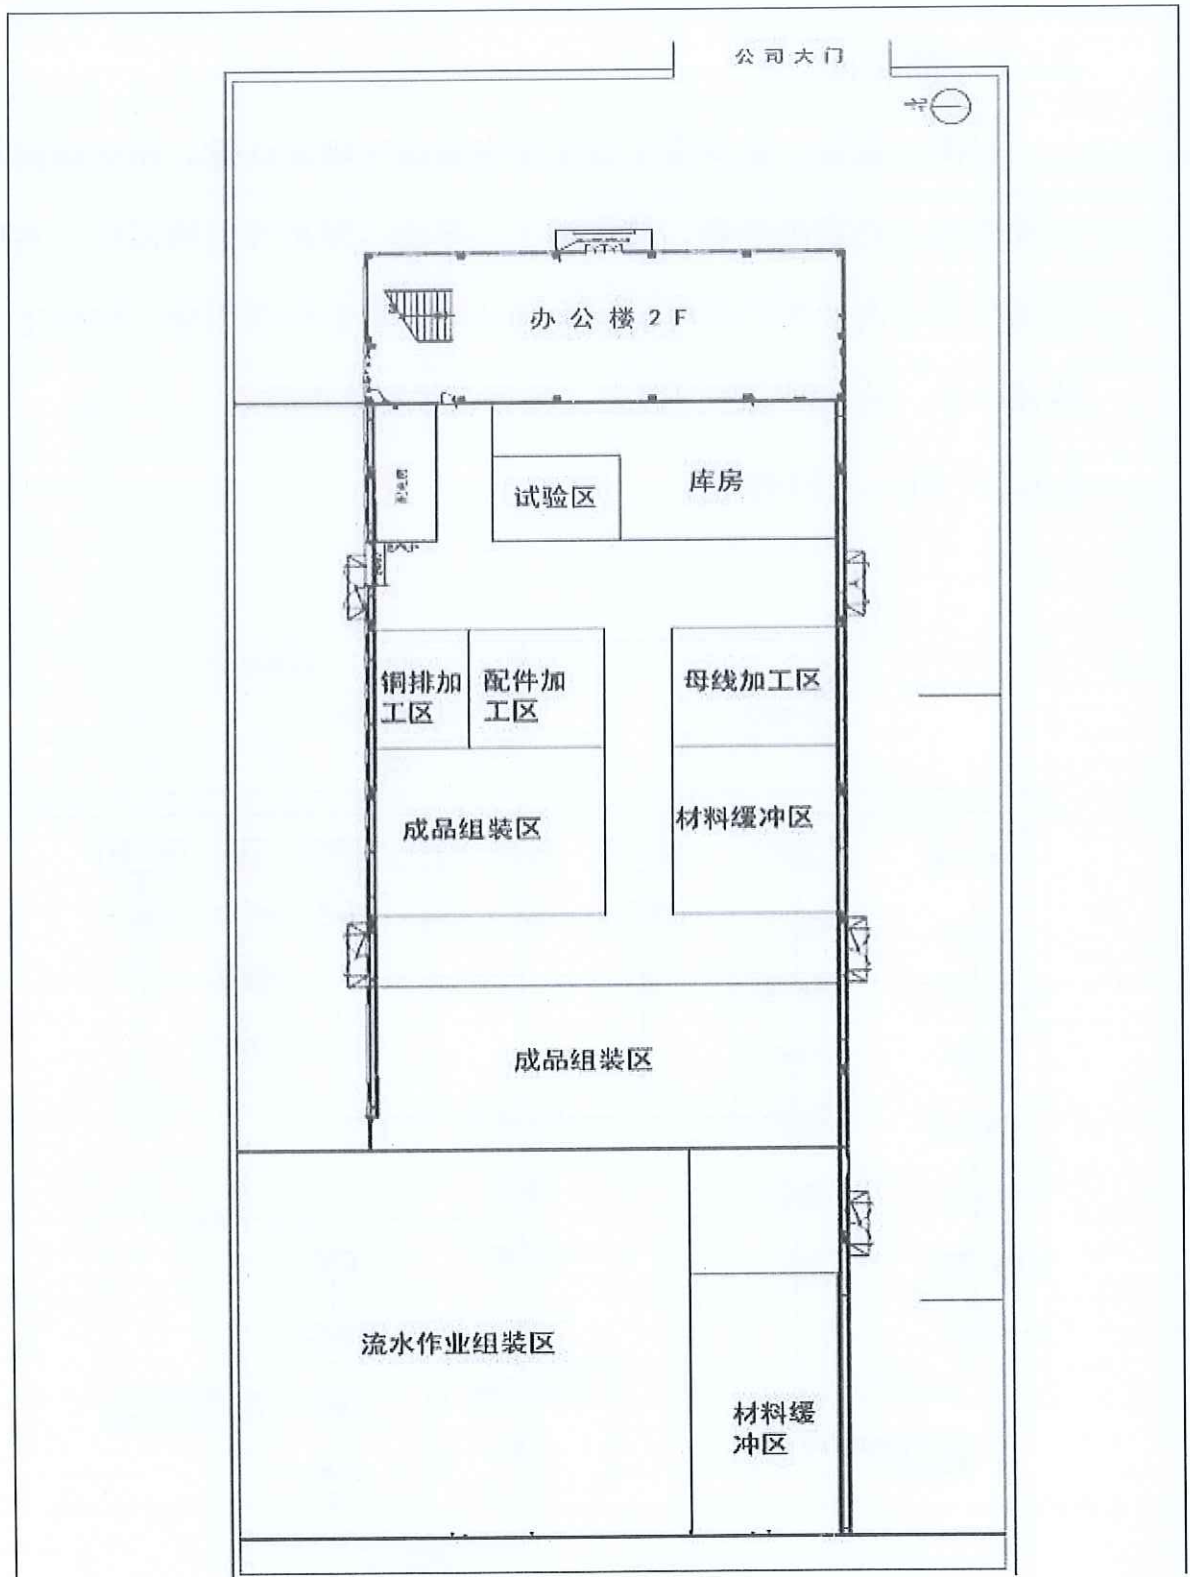 公司大门
北
办公楼2F
试验区
库房
铜排加
工区
配件加
工区
母线加工区
成品组装区
材料缓冲区
成品组装区
流水作业组装区
材料缓
冲区